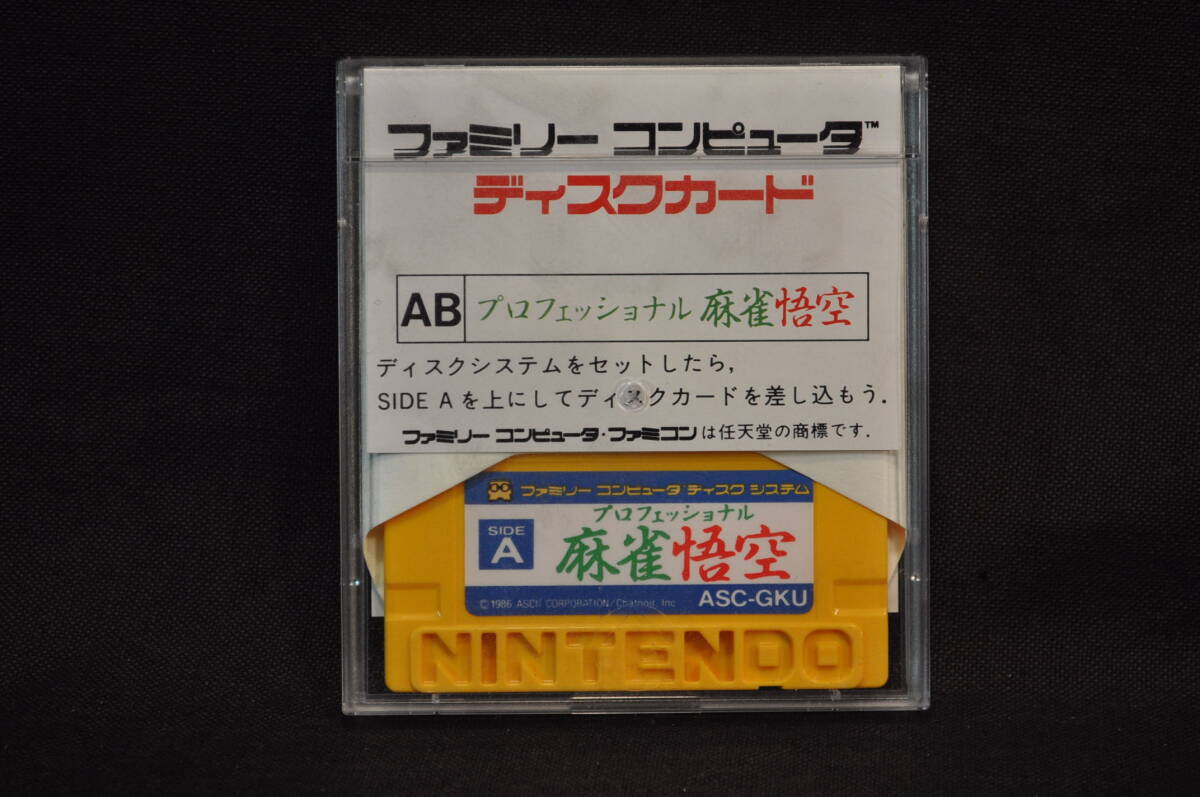 ファミリー コンピュータ™
ディスクカード
AB プロフェッショナル 麻雀悟空
ディスクシステムをセットしたら,
SIDE A を上にしてディスクカードを差し込もう.
ファミリー コンピュータ・ファミコンは任天堂の商標です.
ファミリー コンピュータ ディスク システム
SIDE A
プロフェッショナル
麻雀悟空
© 1986 ASCII CORPORATION/Chatnoir, Inc ASC-GKU
NINTENDO